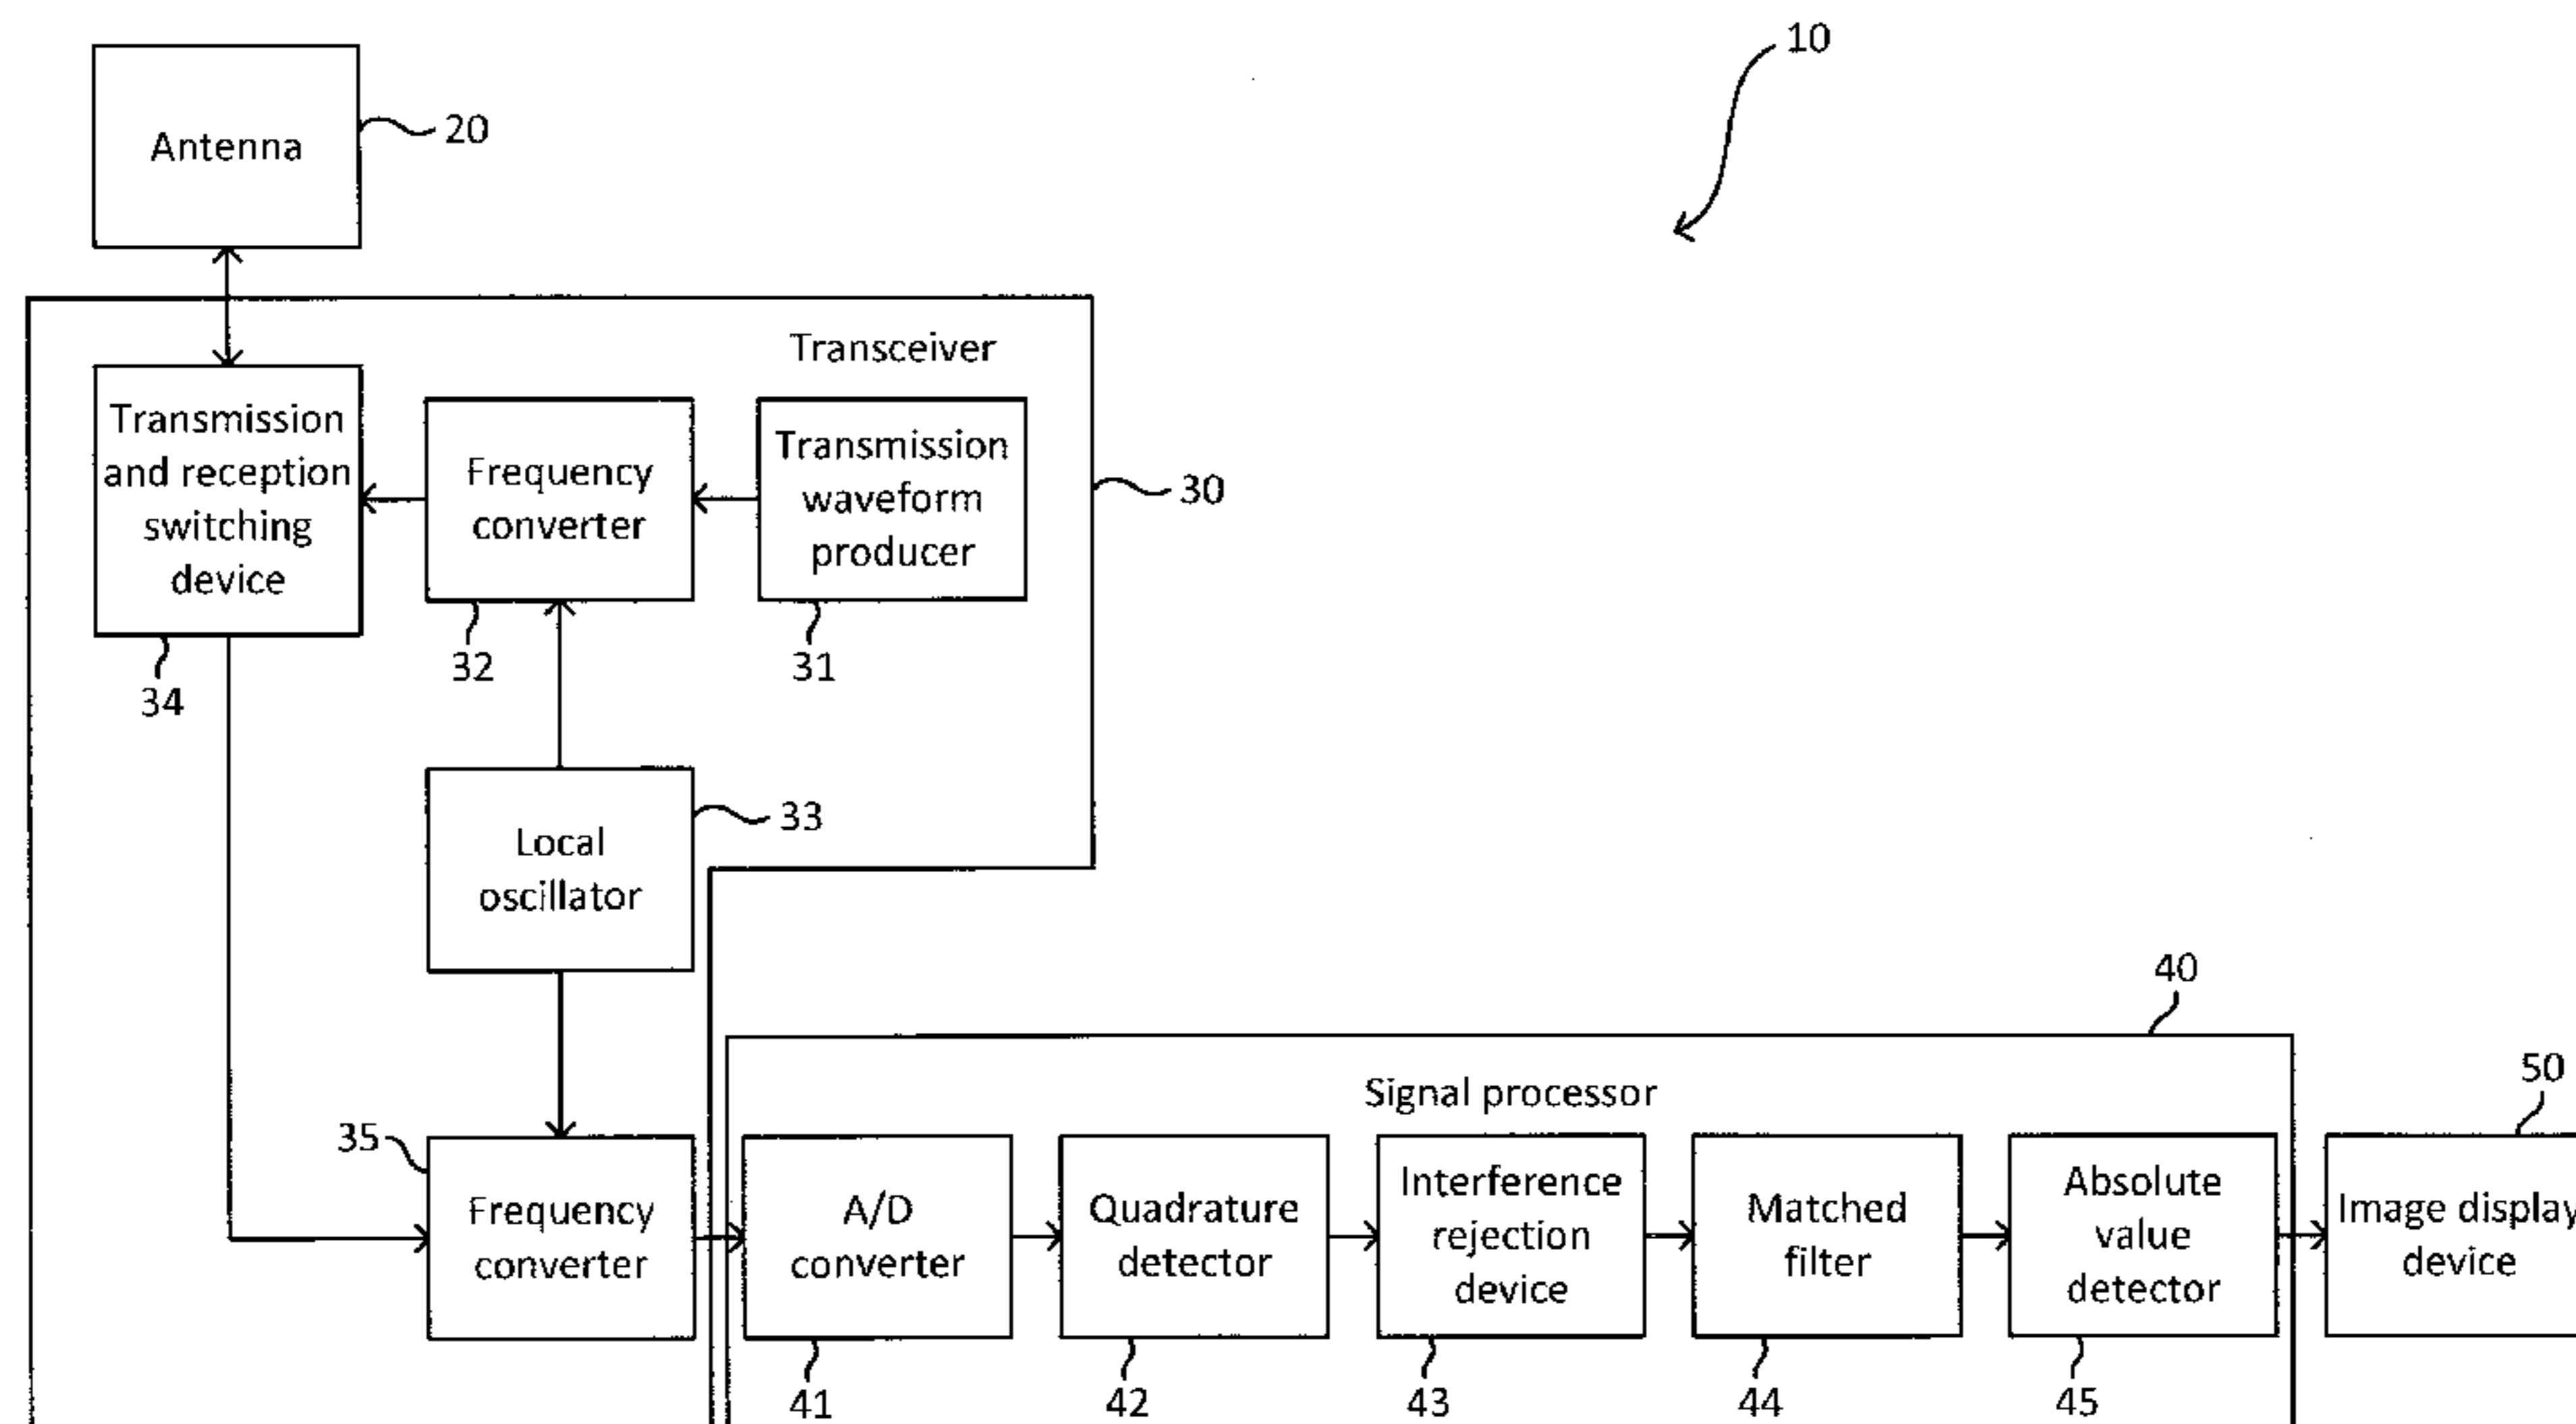 10
Antenna
20
Transceiver
Transmission
and reception
switching
device
34
Frequency
converter
32
Transmission
waveform
producer
31
30
Local
oscillator
33
40
Signal processor
50
35
Frequency
converter
A/D
converter
41
Quadrature
detector
42
Interference
rejection
device
43
Matched
filter
44
Absolute
value
detector
45
Image display
device